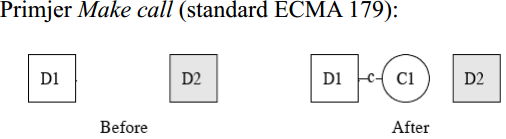 Primjer Make call (standard ECMA 179):
D1 D2 D1 c C1 D2
Before After